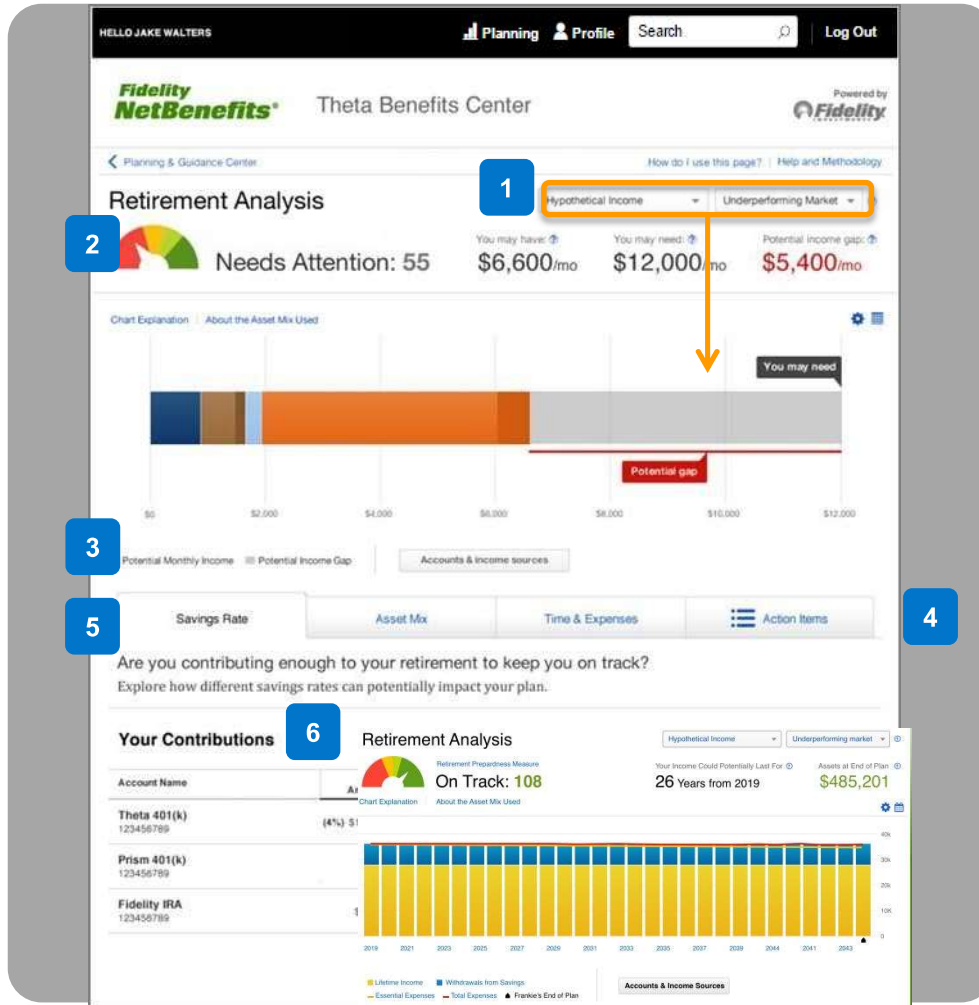 HELLO JAKE WALTERS
Planning Profile Search Log Out
Fidelity
NetBenefits®
Theta Benefits Center
Powered by
Fidelity
INVESTMENTS
Planning & Guidance Center
How do I use this page? | Help and Methodology
1
Retirement Analysis
Hypothetical Income
Underperforming Market
2
Needs Attention: 55
You may have:
$6,600/mo
You may need:
$12,000/mo
Potential income gap:
$5,400/mo
Chart Explanation | About the Asset Mix Used
You may need
Potential gap
$0 $2,000 $4,000 $6,000 $8,000 $10,000 $12,000
3
Potential Monthly Income Potential Income Gap
Accounts & Income sources
5
Savings Rate Asset Mix Time & Expenses Action Items
4
Are you contributing enough to your retirement to keep you on track?
Explore how different savings rates can potentially impact your plan.
Your Contributions
Account Name
Theta 401(k)
123456789
(4%)
Prism 401(k)
123456789
Fidelity IRA
123456789
6
Retirement Analysis
Hypothetical Income
Underperforming market
Retirement Prepardness Measure
On Track: 108
Your Income Could Potentially Last For
26 Years from 2019
Assets at End of Plan
$485,201
Chart Explanation About the Asset Mix Used
40k
30k
20k
10K
0
2019 2021 2023 2025 2027 2029 2031 2033 2035 2037 2039 2044 2041 2043
Lifetime Income Withdrawals from Savings
Essential Expenses Total Expenses Frankie's End of Plan
Accounts & Income Sources